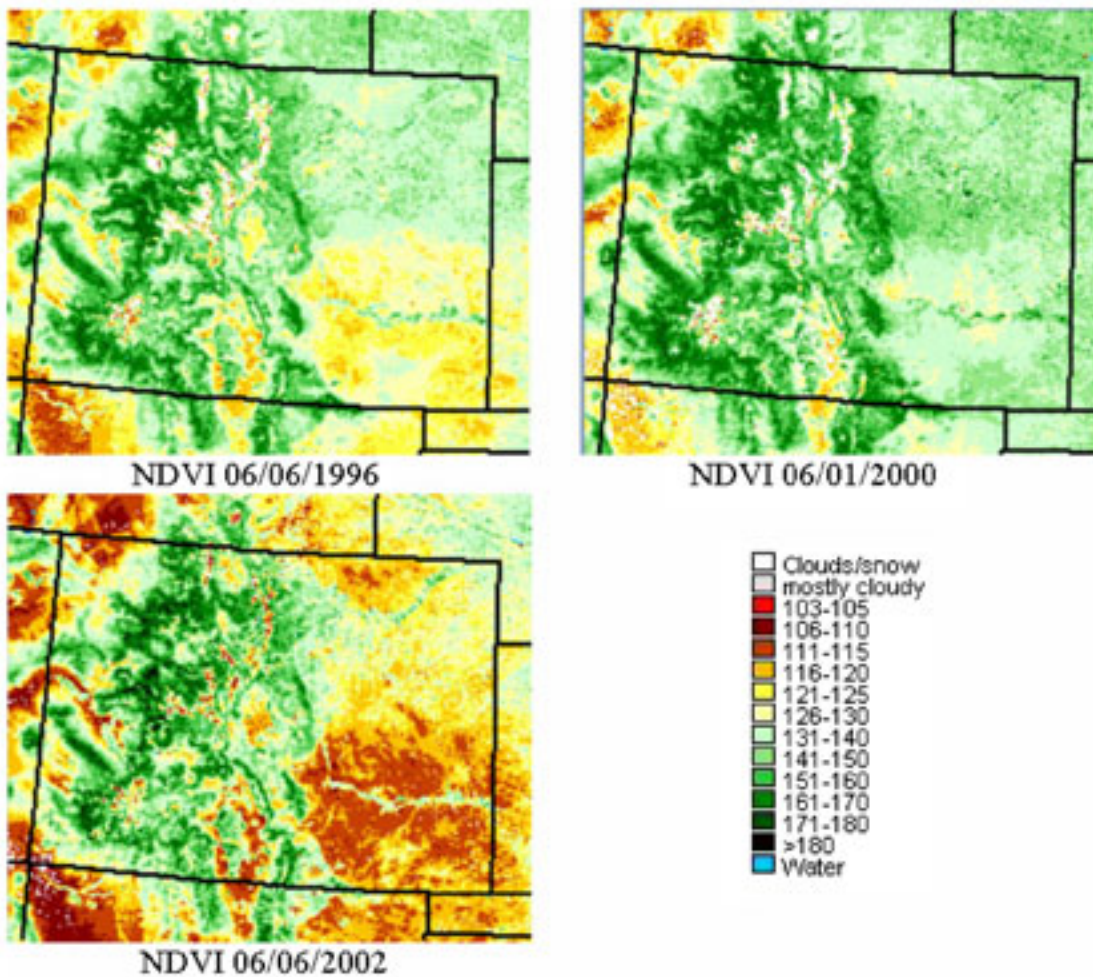 NDVI 06/06/1996
NDVI 06/01/2000
NDVI 06/06/2002
Clouds/snow
mostly cloudy
103-105
106-110
111-115
116-120
121-125
126-130
131-140
141-150
151-160
161-170
171-180
>180
Water